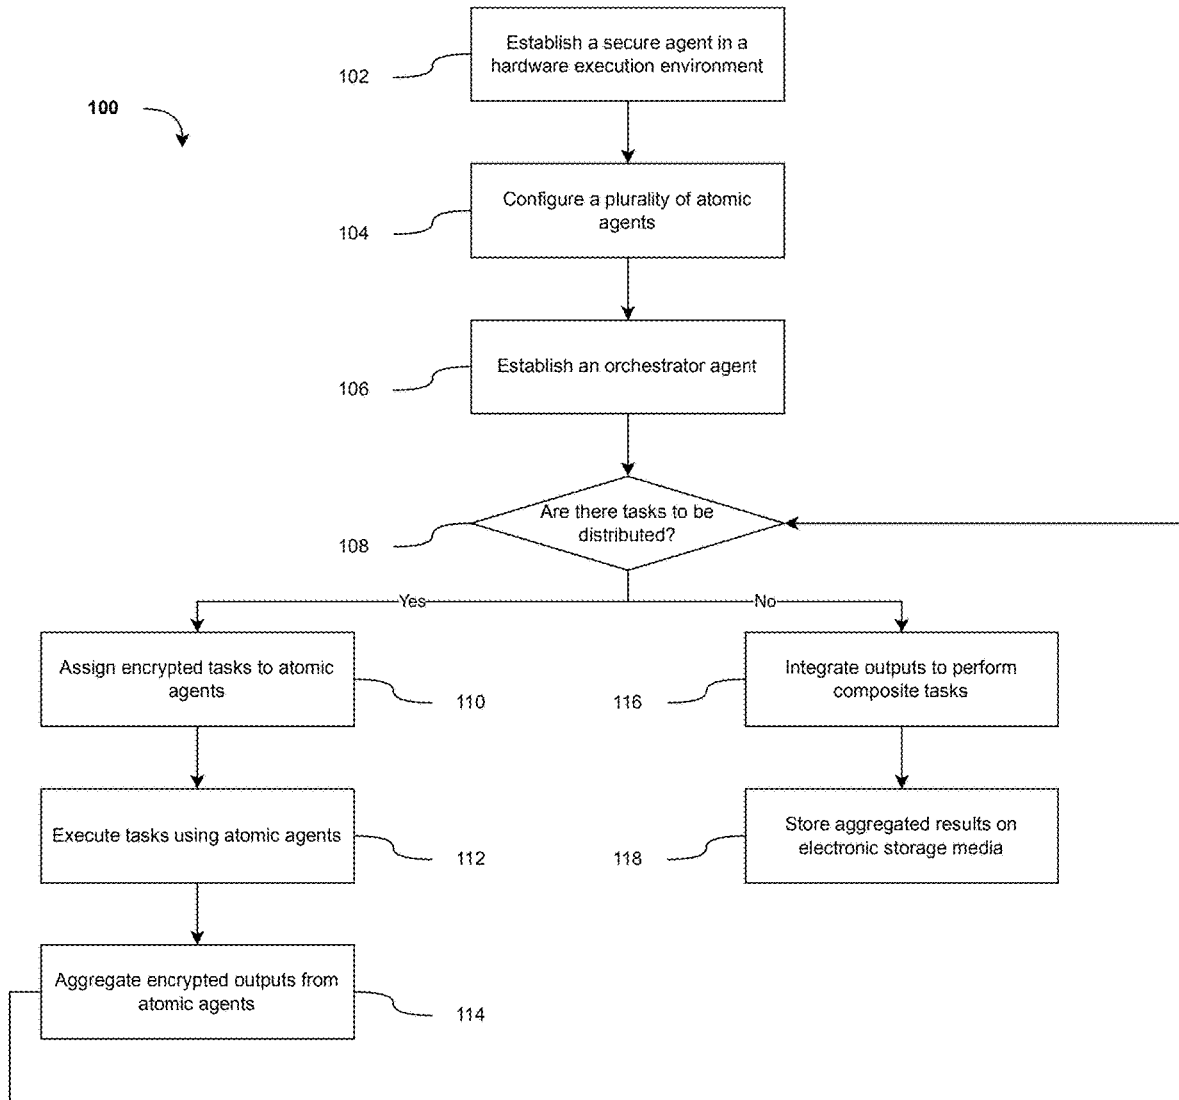 Establish a secure agent in a
hardware execution environment
102
100
Configure a plurality of atomic
agents
104
Establish an orchestrator agent
106
Are there tasks to be
distributed?
108
Yes
No
Assign encrypted tasks to atomic
agents
110
Integrate outputs to perform
composite tasks
116
Execute tasks using atomic agents
112
Store aggregated results on
electronic storage media
118
Aggregate encrypted outputs from
atomic agents
114